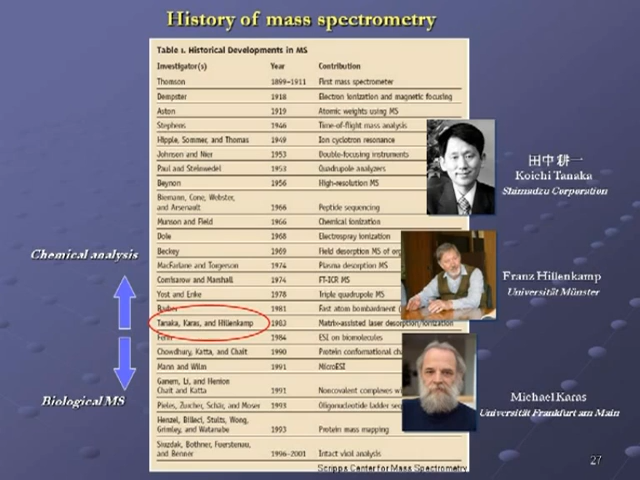 History of mass spectrometry
Table 1. Historical Developments in MS
Investigator(s) Year Contribution
Thomson 1899–1911 First mass spectrometer
Dempster 1918 Electron ionization and magnetic focusing
Aston 1919 Atomic weights using MS
Stephens 1946 Time-of-flight mass analysis
Hipple, Sommer, and Thomas 1949 Ion cyclotron resonance
Johnson and Nier 1953 Double-focusing instruments
Paul and Steinwedel 1953 Quadrupole analyzers
Beynon 1956 High-resolution MS
Biemann, Cone, Webster,
and Arsenault 1966 Peptide sequencing
Munson and Field 1966 Chemical ionization
Dole 1968 Electrospray ionization
Beckey 1969 Field desorption MS of org
MacFarlane and Torgerson 1974 Plasma desorption MS
Comisarow and Marshall 1974 FT-ICR MS
Yost and Enke 1978 Triple quadrupole MS
1981 Fast atom bombardment
Tanaka, Karas, and Hillenkamp 1983 Matrix-assisted laser desorption/ionization
1984 ESI on biomolecules
Chowdhury, Katta, and Chait 1990 Protein conformational cha
Mann and Wilm 1991 MicroESI
Ganem, Li, and Henion
Chait and Katta 1991 Noncovalent complexes wi
Pieles, Zurcher, Schär, and Moser 1993 Oligonucleotide ladder seq
Henzel, Billeci, Stults, Wong,
Grimley, and Watanabe 1993 Protein mass mapping
Siuzdak, Bothner, Fuerstenau,
and Benner 1996–2001 Intact viral analysis
Scripps Center for Mass Spectrometry
Chemical analysis
Biological MS
田中 耕一
Koichi Tanaka
Shimadzu Corporation
Franz Hillenkamp
Universität Münster
Michael Karas
Universität Frankfurt am Main
27